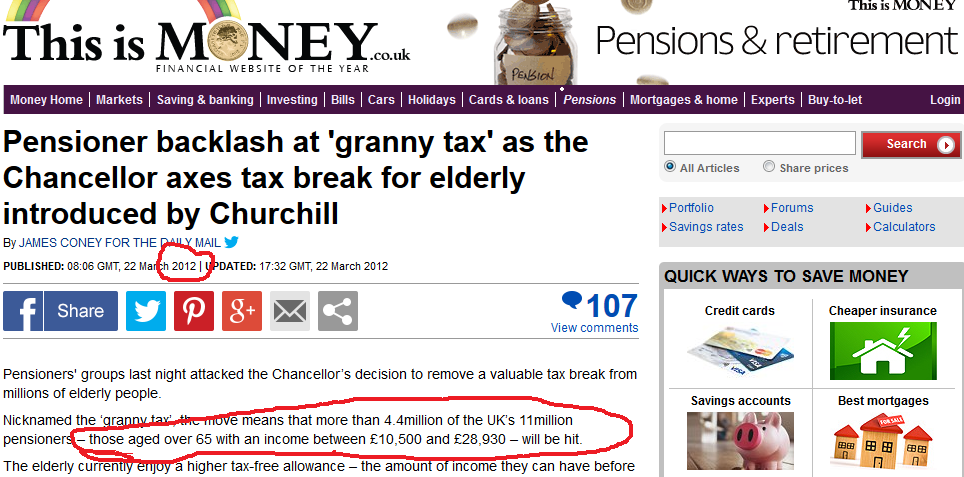 This is MONEY
This is MONEY.co.uk
FINANCIAL WEBSITE OF THE YEAR
PENSION
Pensions & retirement
Money Home | Markets | Saving & banking | Investing | Bills | Cars | Holidays | Cards & loans | Pensions | Mortgages & home | Experts | Buy-to-let Login
Pensioner backlash at 'granny tax' as the
Chancellor axes tax break for elderly
introduced by Churchill
By JAMES CONEY FOR THE DAILY MAIL
PUBLISHED: 08:06 GMT, 22 March 2012 | UPDATED: 17:32 GMT, 22 March 2012
f Share g+ 107
View comments
Pensioners' groups last night attacked the Chancellor's decision to remove a valuable tax break from
millions of elderly people.
Nicknamed the 'granny tax', the move means that more than 4.4million of the UK's 11million
pensioners – those aged over 65 with an income between £10,500 and £28,930 – will be hit.
The elderly currently enjoy a higher tax-free allowance – the amount of income they can have before
Search
All Articles Share prices
Portfolio Forums Guides
Savings rates Deals Calculators
QUICK WAYS TO SAVE MONEY
Credit cards Cheaper insurance
Savings accounts Best mortgages
FOR SALE